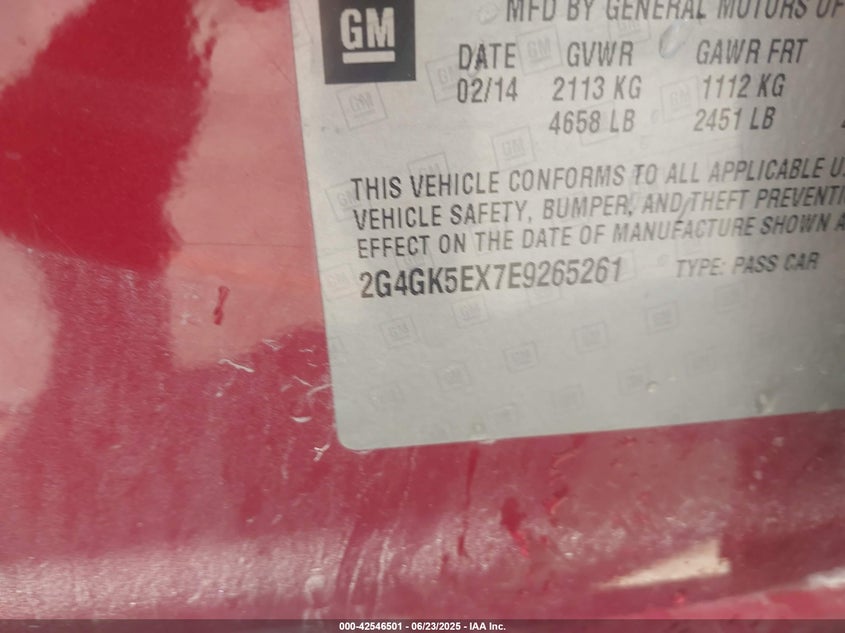 GM
MFD BY GENERAL MOTORS OF
DATE GVWR GAWR FRT
02/14 2113 KG 1112 KG
4658 LB 2451 LB
THIS VEHICLE CONFORMS TO ALL APPLICABLE U.
VEHICLE SAFETY, BUMPER, AND THEFT PREVENTI
EFFECT ON THE DATE OF MANUFACTURE SHOWN A
2G4GK5EX7E9265261 TYPE: PASS CAR
000-42546501 - 06/23/2025 - IAA Inc.